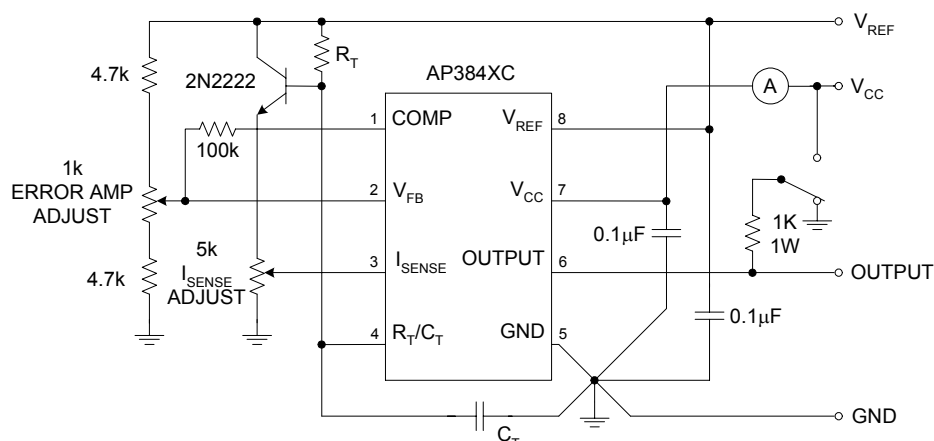 V_REF
R_T
4.7k
2N2222
AP384XC
A
V_CC
1 COMP
V_REF 8
100k
1k
ERROR AMP
ADJUST
2 V_FB
V_CC 7
0.1μF
1K
1W
5k
I_SENSE
ADJUST
3 I_SENSE
OUTPUT 6
OUTPUT
4.7k
0.1μF
4 R_T/C_T
GND 5
GND
C_T